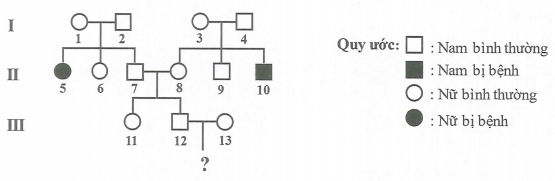 I
1 2 3 4
Quy ước: : Nam bình thường
II
: Nam bị bệnh
5 6 7 8 9 10
: Nữ bình thường
III
: Nữ bị bệnh
11 12 13
?